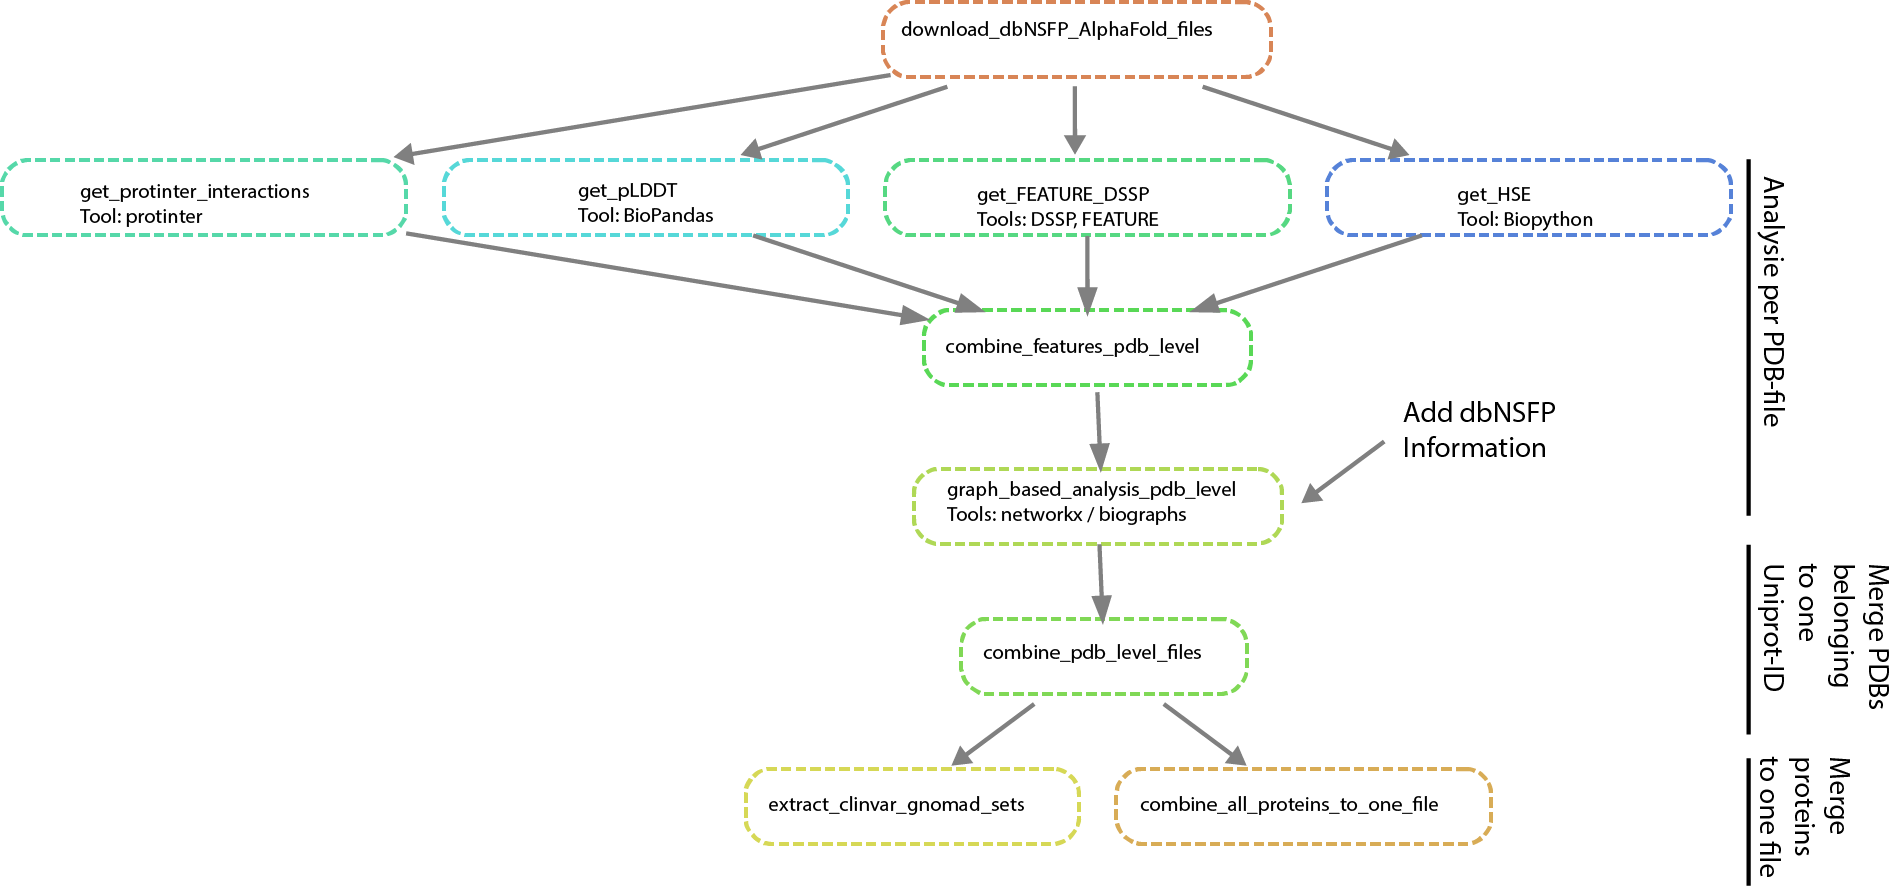 download_dbNSFP_AlphaFold_files
get_protinter_interactions
Tool: protinter
get_pLDDT
Tool: BioPandas
get_FEATURE_DSSP
Tools: DSSP, FEATURE
get_HSE
Tool: Biopython
combine_features_pdb_level
Add dbNSFP
Information
graph_based_analysis_pdb_level
Tools: networkx / biographs
combine_pdb_level_files
extract_clinvar_gnomad_sets
combine_all_proteins_to_one_file
Analysie per PDB-file
Merge PDBs
belonging
to one
Uniprot-ID
Merge
proteins
to one file